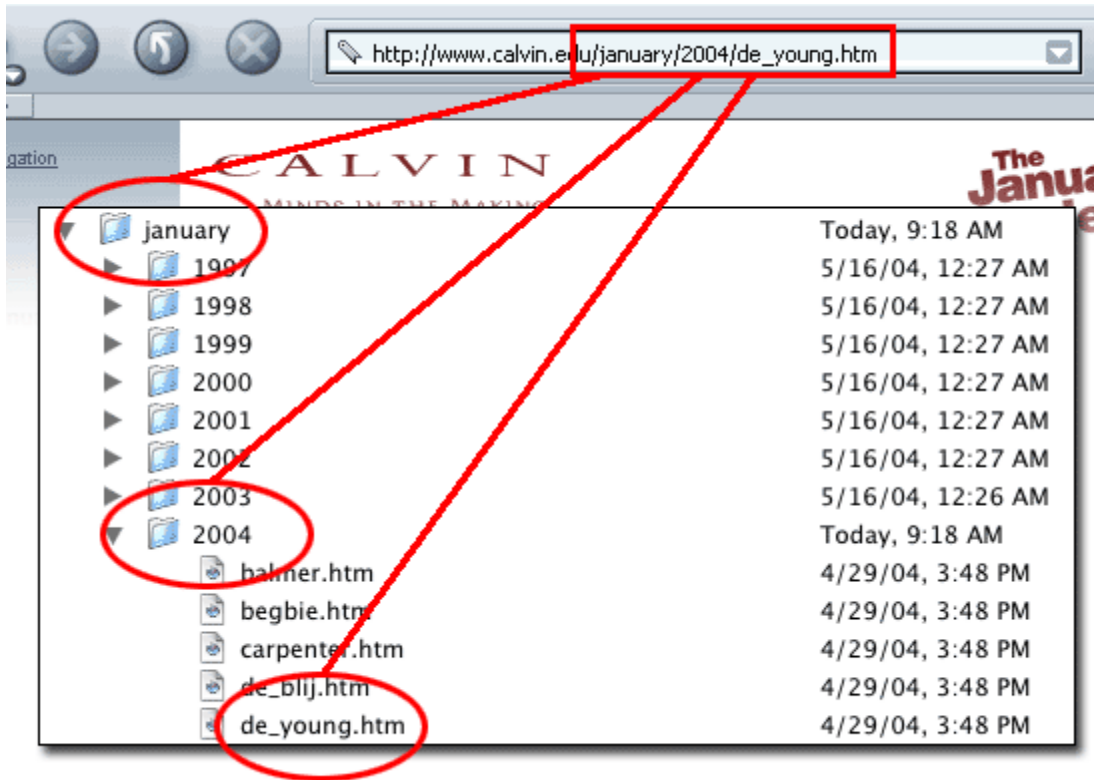 http://www.calvin.edu/january/2004/de_young.htm
gation
CALVIN
MINDS IN THE MAKING
The
Janua
january Today, 9:18 AM
1997 5/16/04, 12:27 AM
1998 5/16/04, 12:27 AM
1999 5/16/04, 12:27 AM
2000 5/16/04, 12:27 AM
2001 5/16/04, 12:27 AM
2002 5/16/04, 12:27 AM
2003 5/16/04, 12:26 AM
2004 Today, 9:18 AM
balmer.htm 4/29/04, 3:48 PM
begbie.htm 4/29/04, 3:48 PM
carpenter.htm 4/29/04, 3:48 PM
de_blij.htm 4/29/04, 3:48 PM
de_young.htm 4/29/04, 3:48 PM